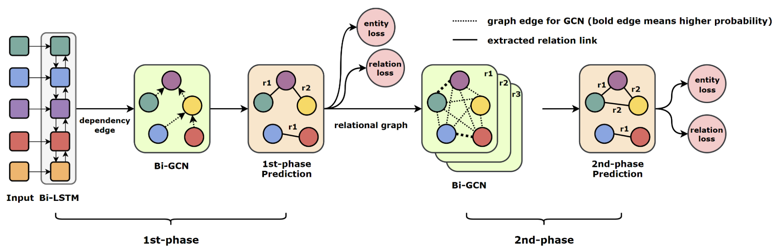 entity
loss
graph edge for GCN (bold edge means higher probability)
extracted relation link
relation
loss
r1
r2
r1
r2
r3
r1
r2
r1
r2
r1
entity
loss
relation
loss
dependency
edge
Bi-GCN
1st-phase
Prediction
relational graph
Bi-GCN
2nd-phase
Prediction
Input
Bi-LSTM
1st-phase
2nd-phase